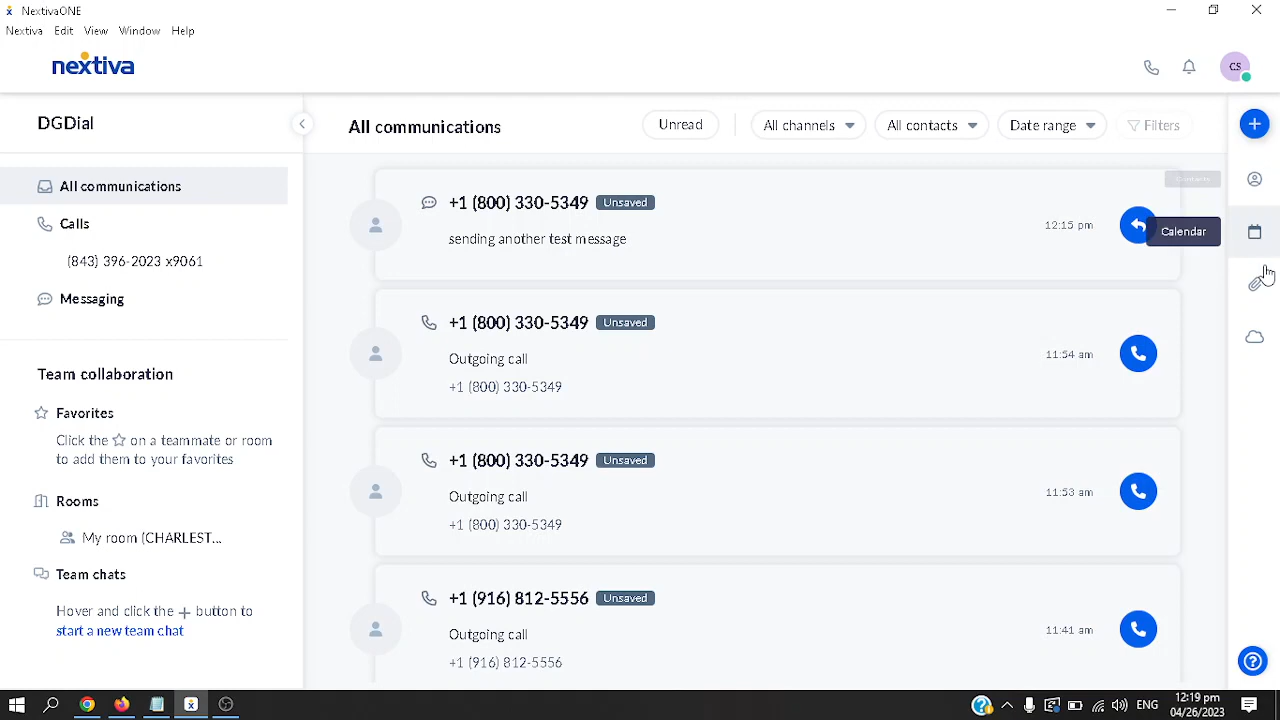 NextivaONE
Nextiva Edit View Window Help
nextiva
CS
DGDial
All communications
Unread
All channels
All contacts
Date range
Filters
All communications
Calls
(843) 396-2023 x9061
Messaging
Team collaboration
Favorites
Click the ☆ on a teammate or room
to add them to your favorites
Rooms
My room (CHARLEST...
Team chats
Hover and click the + button to
start a new team chat
+1 (800) 330-5349 Unsaved
sending another test message
12:15 pm
Contacts
Calendar
+1 (800) 330-5349 Unsaved
Outgoing call
+1 (800) 330-5349
11:54 am
+1 (800) 330-5349 Unsaved
Outgoing call
+1 (800) 330-5349
11:53 am
+1 (916) 812-5556 Unsaved
Outgoing call
+1 (916) 812-5556
11:41 am
ENG
12:19 pm
04/26/2023